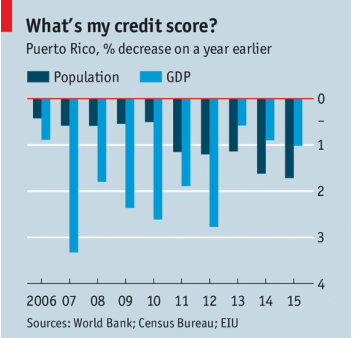 What's my credit score?
Puerto Rico, % decrease on a year earlier
Population GDP
0
–
1
2
3
4
2006 07 08 09 10 11 12 13 14 15
Sources: World Bank; Census Bureau; EIU